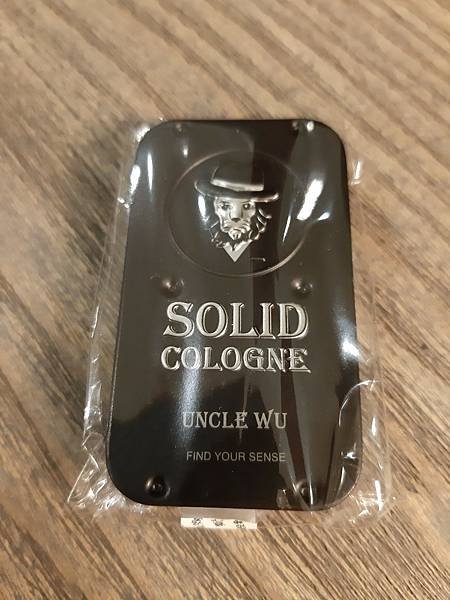 SOLID
COLOGNE
UNCLE WU
FIND YOUR SENSE